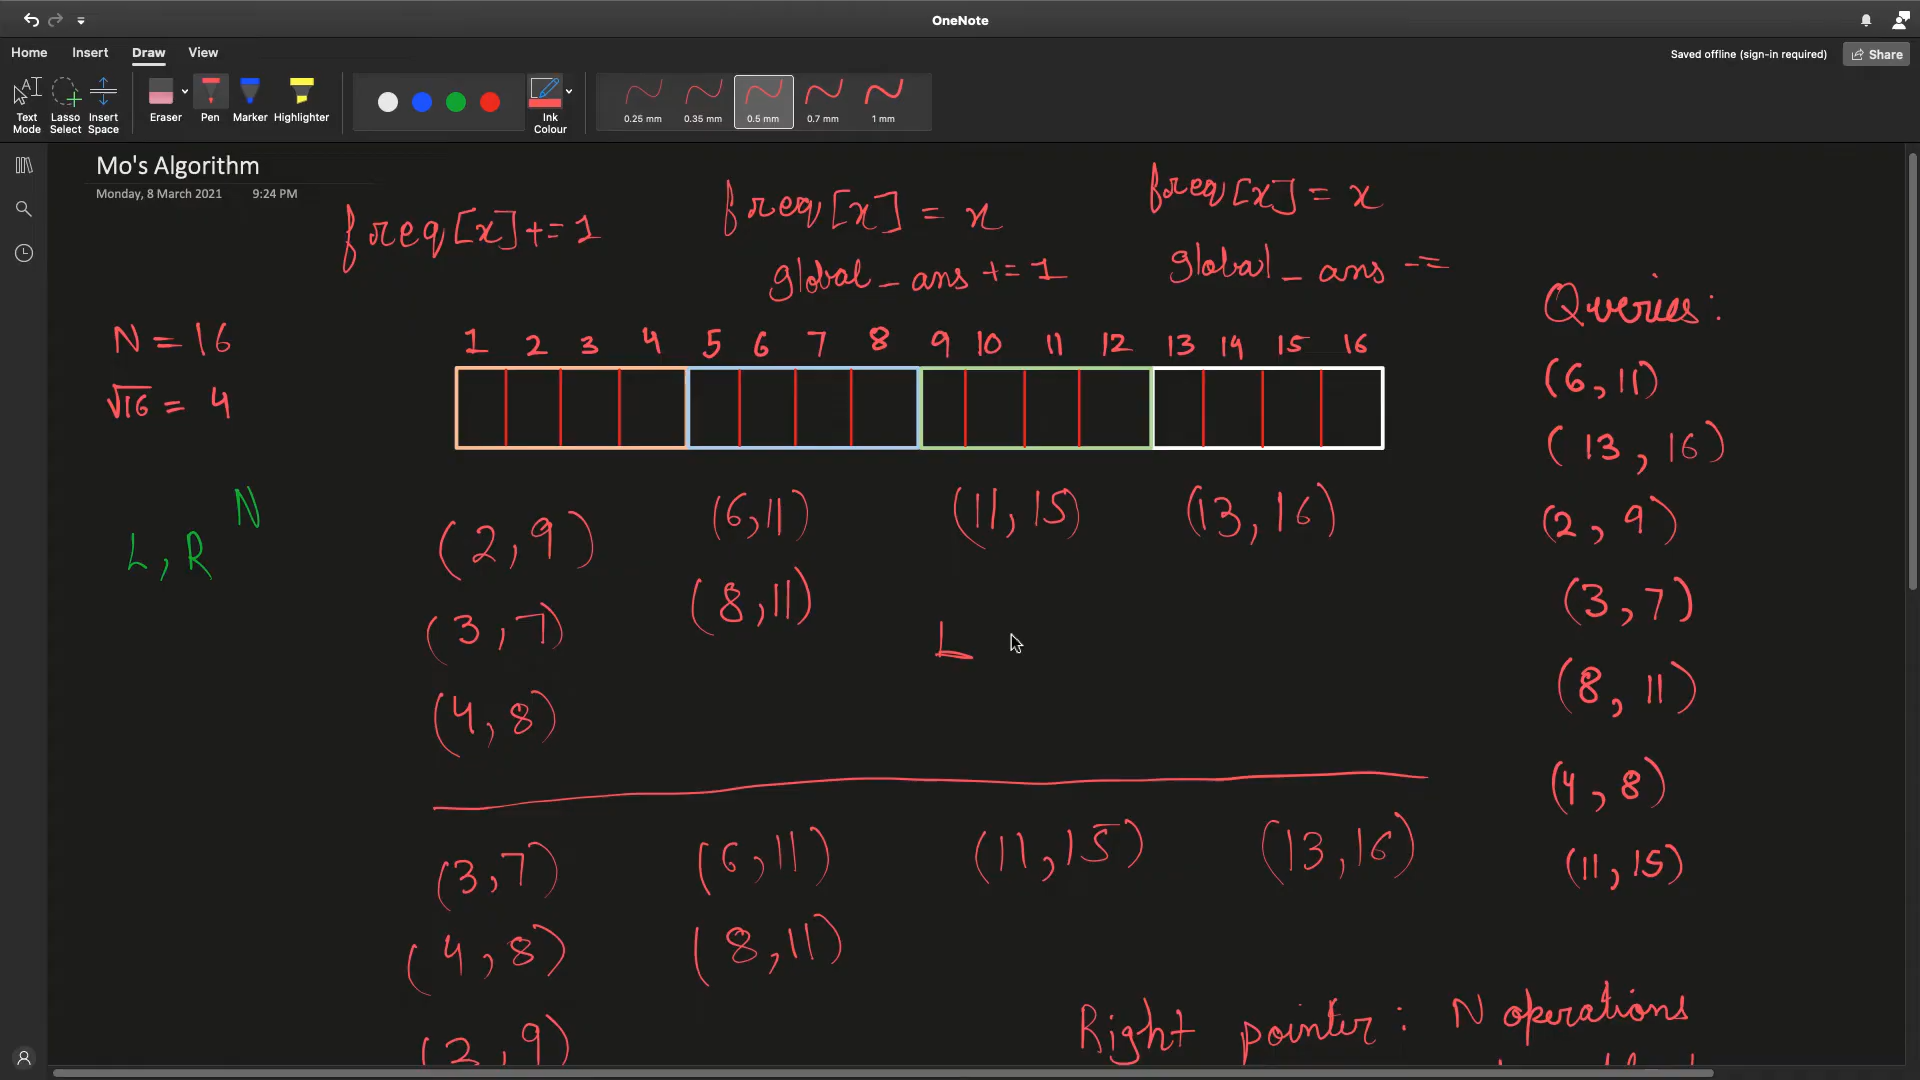 OneNote
Home Insert Draw View
Saved offline (sign-in required) Share
Text Mode
Lasso Select
Insert Space
Eraser
Pen
Marker
Highlighter
Ink Colour
0.25 mm
0.35 mm
0.5 mm
0.7 mm
1 mm
Mo's Algorithm
Monday, 8 March 2021 9:24 PM
freq[x]+=1
freq[x] = x
global_ans += 1
freq[x] = x
global_ans -=
N = 16
√16 = 4
1 2 3 4 5 6 7 8 9 10 11 12 13 14 15 16
L, R N
(2, 9) (6, 11) (11, 15) (13, 16)
(3, 7) (8, 11)
L
(4, 8)
(3, 7) (6, 11) (11, 15) (13, 16)
(4, 8) (8, 11)
(2, 9)
Right pointer : N operations
Queries :
(6, 11)
(13, 16)
(2, 9)
(3, 7)
(8, 11)
(4, 8)
(11, 15)